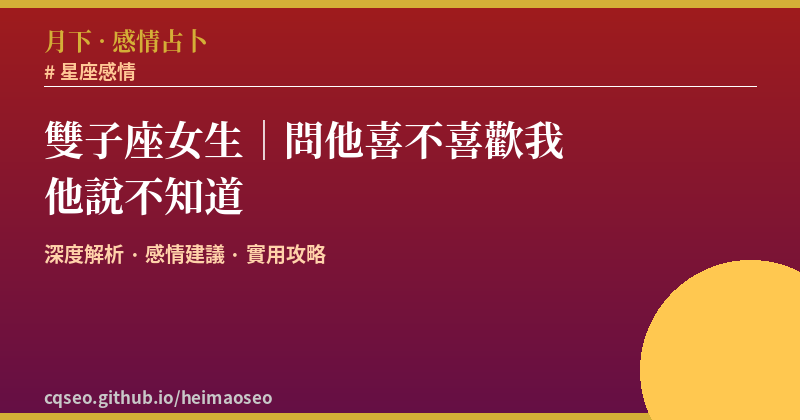 月下 · 感情占卜
# 星座感情
雙子座女生｜問他喜不喜歡我
他說不知道
深度解析 · 感情建議 · 實用攻略
cqseo.github.io/heimaoseo